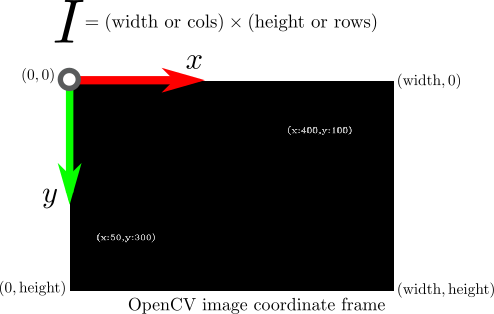 I = (width or cols) × (height or rows)
x
(0, 0)
(width, 0)
(x:400,y:100)
y
(x:50,y:300)
(0, height)
(width, height)
OpenCV image coordinate frame